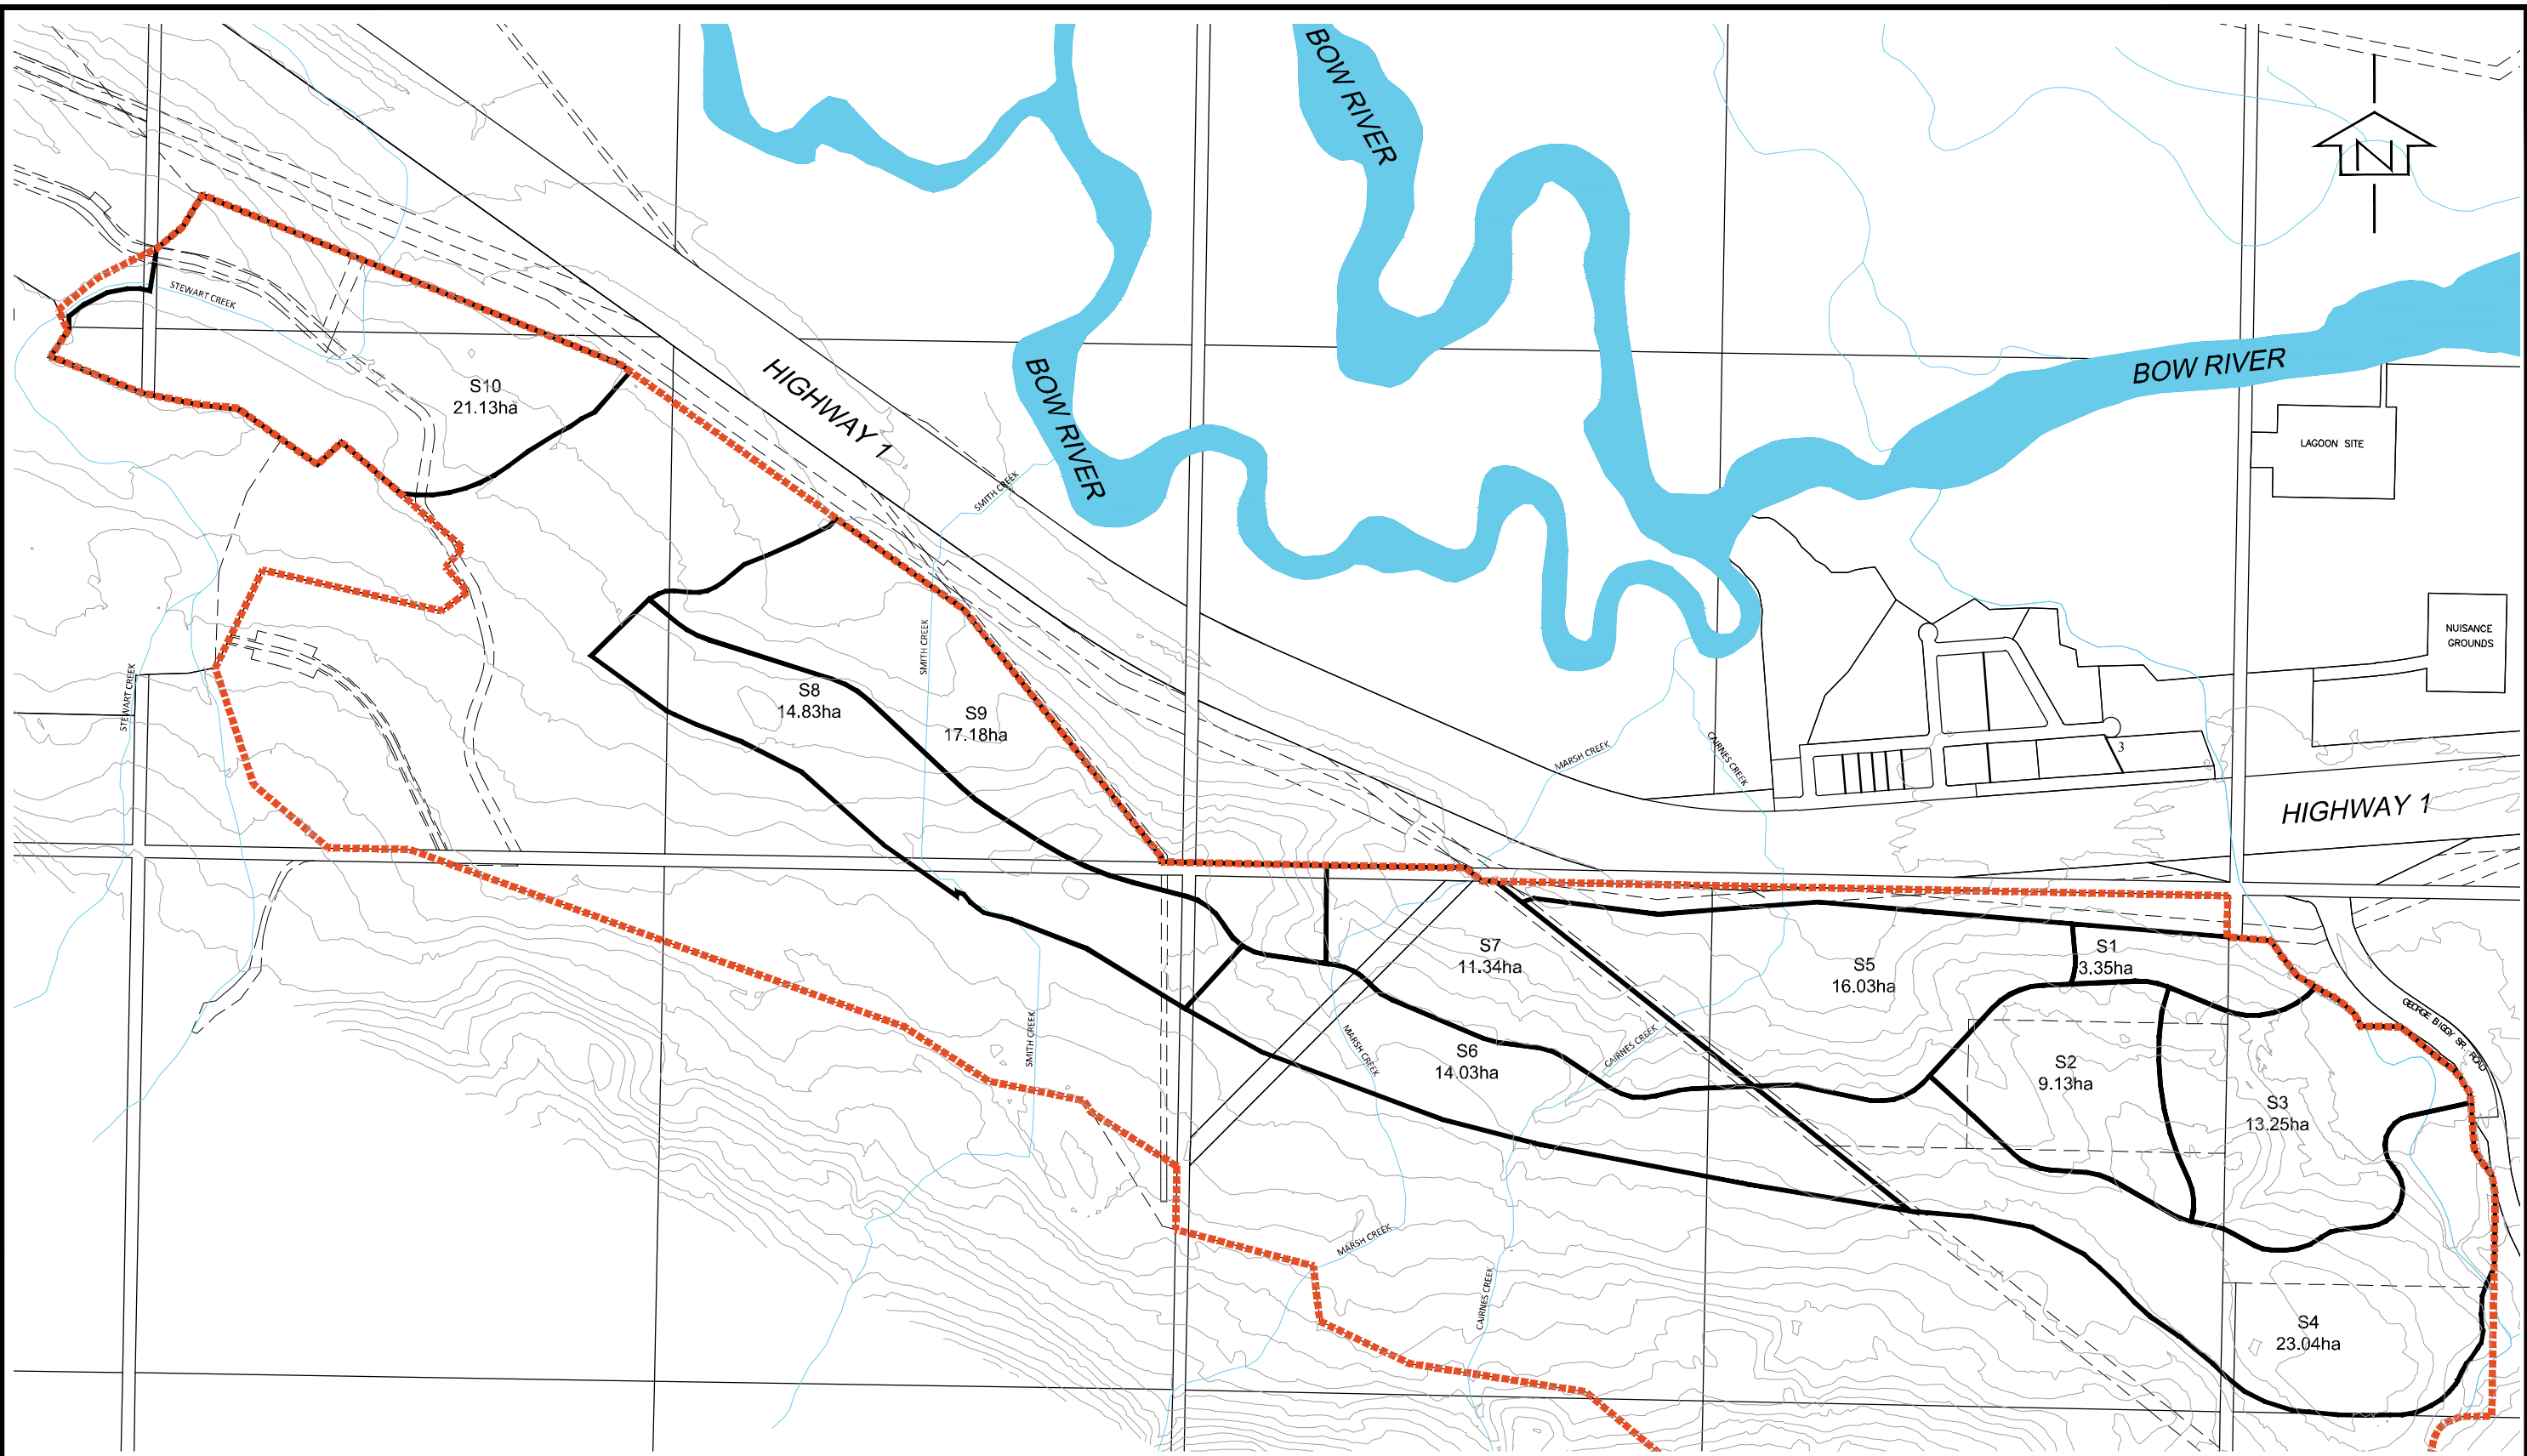 BOW RIVER
N
STEWART CREEK
S10
21.13ha
HIGHWAY 1
BOW RIVER
BOW RIVER
LAGOON SITE
SMITH CREEK
NUISANCE
GROUNDS
SMITH CREEK
STEWART CREEK
S8
14.83ha
S9
17.18ha
MARSH CREEK
CAIRNES CREEK
3
HIGHWAY 1
S7
11.34ha
S5
16.03ha
S1
3.35ha
GEORGE BIGGY SR. ROAD
SMITH CREEK
MARSH CREEK
CAIRNES CREEK
S6
14.03ha
S2
9.13ha
S3
13.25ha
MARSH CREEK
CAIRNES CREEK
S4
23.04ha